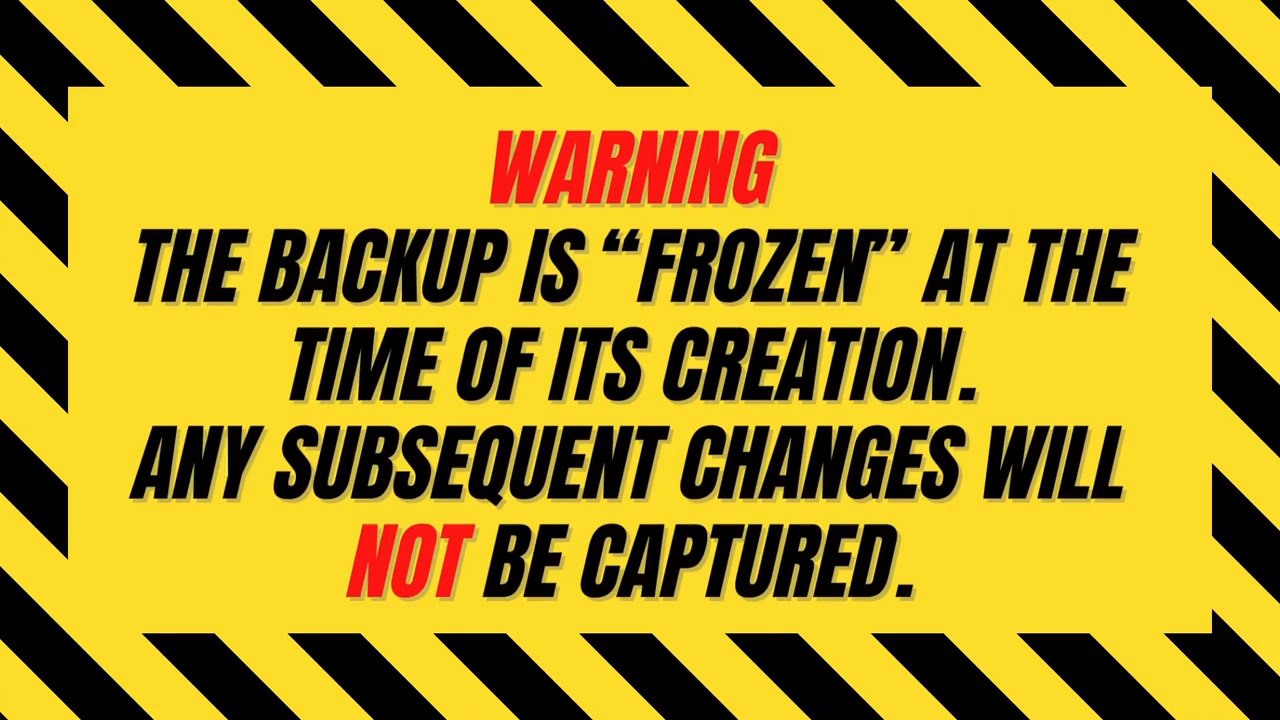 WARNING
THE BACKUP IS “FROZEN” AT THE
TIME OF ITS CREATION.
ANY SUBSEQUENT CHANGES WILL
NOT BE CAPTURED.